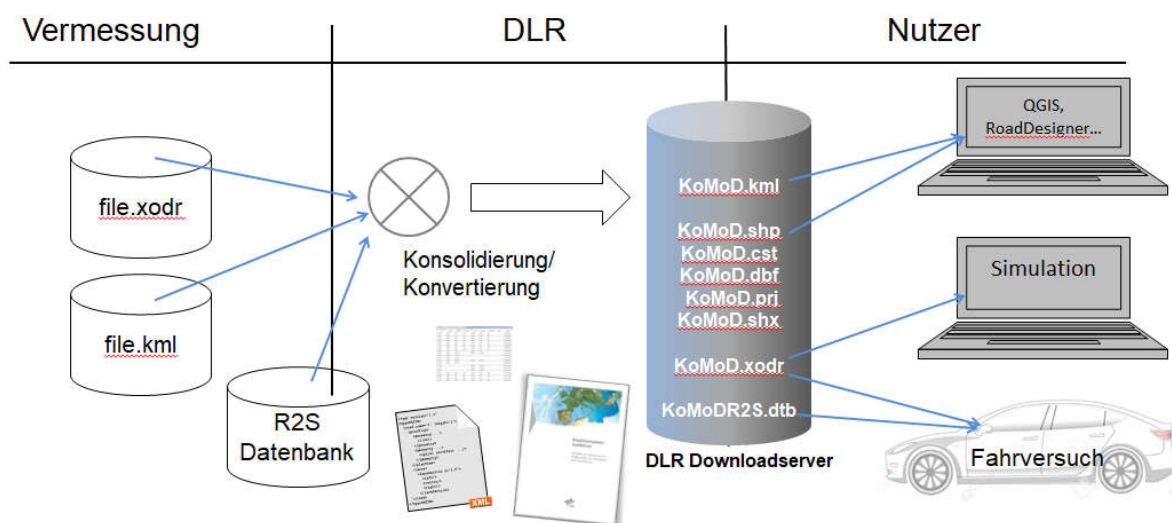 Vermessung
DLR
Nutzer
file.xodr
file.kml
R2S
Datenbank
Konsolidierung/
Konvertierung
XML
KoMoD.kml
KoMoD.shp
KoMoD.cst
KoMoD.dbf
KoMoD.prj
KoMoD.shx
KoMoD.xodr
KoMoDR2S.dtb
DLR Downloadserver
QGIS,
RoadDesigner...
Simulation
Fahrversuch